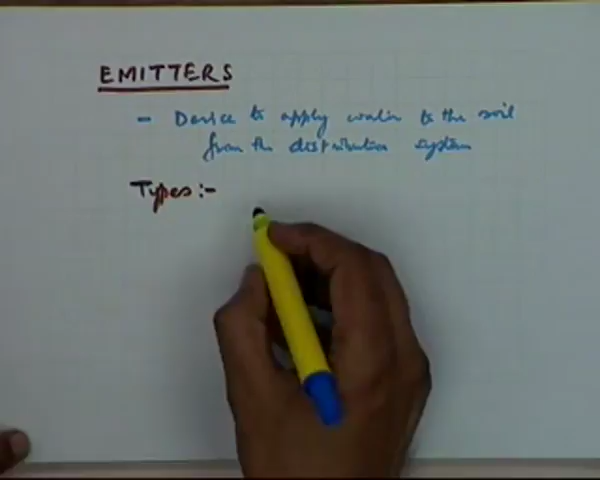 EMITTERS
- Device to apply water to the soil
from the distribution system
Types :-